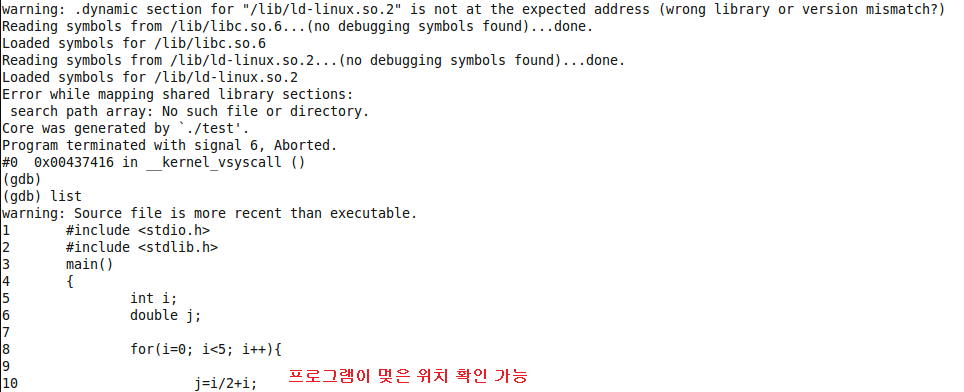 warning: .dynamic section for "/lib/ld-linux.so.2" is not at the expected address (wrong library or version mismatch?)
Reading symbols from /lib/libc.so.6...(no debugging symbols found)...done.
Loaded symbols for /lib/libc.so.6
Reading symbols from /lib/ld-linux.so.2...(no debugging symbols found)...done.
Loaded symbols for /lib/ld-linux.so.2
Error while mapping shared library sections:
 search path array: No such file or directory.
Core was generated by `./test'.
Program terminated with signal 6, Aborted.
#0  0x00437416 in __kernel_vsyscall ()
(gdb)
(gdb) list
warning: Source file is more recent than executable.
1       #include <stdio.h>
2       #include <stdlib.h>
3       main()
4       {
5               int i;
6               double j;
7
8               for(i=0; i<5; i++){
9
10                      j=i/2+i;    프로그램이 멎은 위치 확인 가능